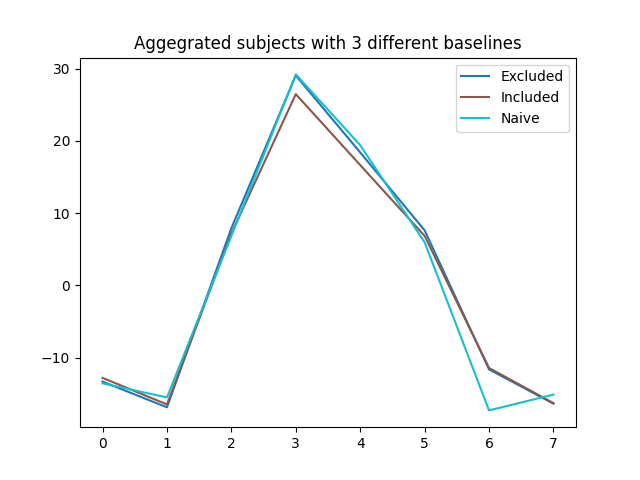 Aggegrated subjects with 3 different baselines
30
20
10
0
−10
Excluded
Included
Naive
0 1 2 3 4 5 6 7